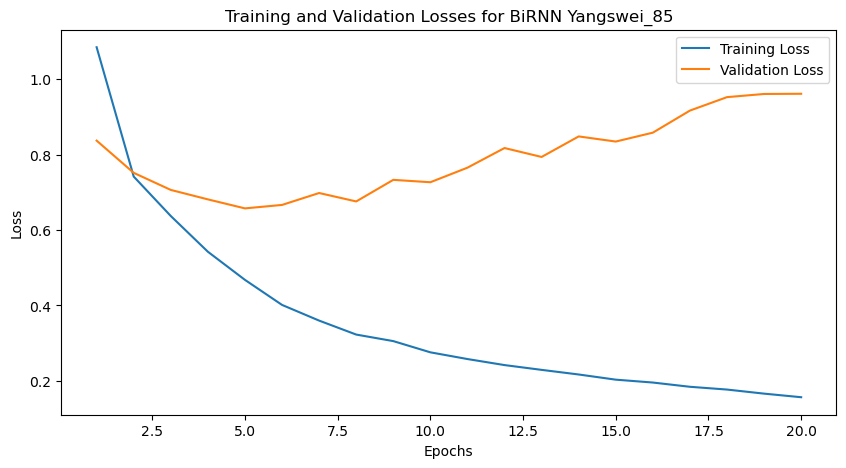 Training and Validation Losses for BiRNN Yangswei_85
Training Loss
Validation Loss
1.0
0.8
0.6
0.4
0.2
Loss
2.5
5.0
7.5
10.0
12.5
15.0
17.5
20.0
Epochs